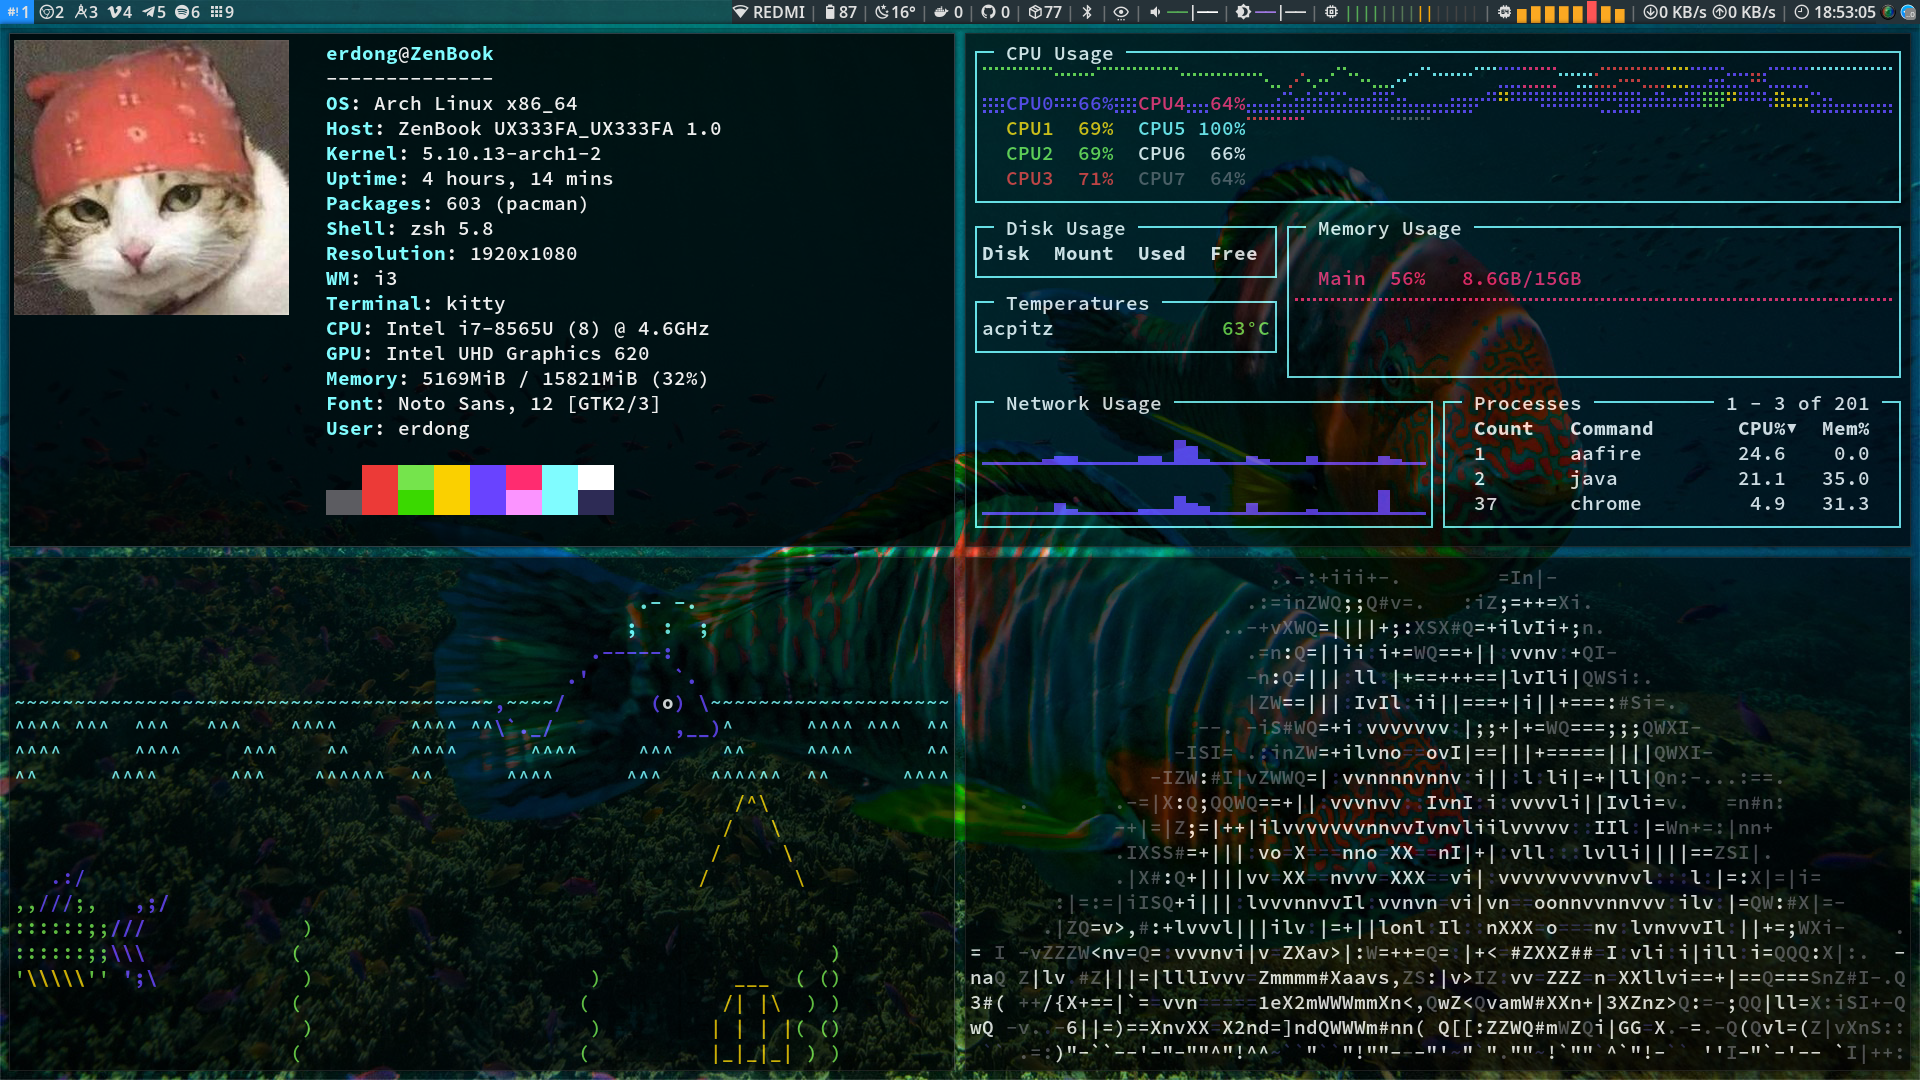 1 2 3 4 5 6 9 REDMI 87 16° 0 0 77 0 KB/s 0 KB/s 18:53:05
erdong@ZenBook
--------------
OS: Arch Linux x86_64
Host: ZenBook UX333FA_UX333FA 1.0
Kernel: 5.10.13-arch1-2
Uptime: 4 hours, 14 mins
Packages: 603 (pacman)
Shell: zsh 5.8
Resolution: 1920x1080
WM: i3
Terminal: kitty
CPU: Intel i7-8565U (8) @ 4.6GHz
GPU: Intel UHD Graphics 620
Memory: 5169MiB / 15821MiB (32%)
Font: Noto Sans, 12 [GTK2/3]
User: erdong
CPU Usage
CPU0 66% CPU4 64%
CPU1 69% CPU5 100%
CPU2 69% CPU6 66%
CPU3 71% CPU7 64%
Disk Usage
Disk Mount Used Free
Temperatures
acpitz 63°C
Memory Usage
Main 56% 8.6GB/15GB
Network Usage
Processes 1 - 3 of 201
Count Command CPU%▼ Mem%
1 aafire 24.6 0.0
2 java 21.1 35.0
37 chrome 4.9 31.3